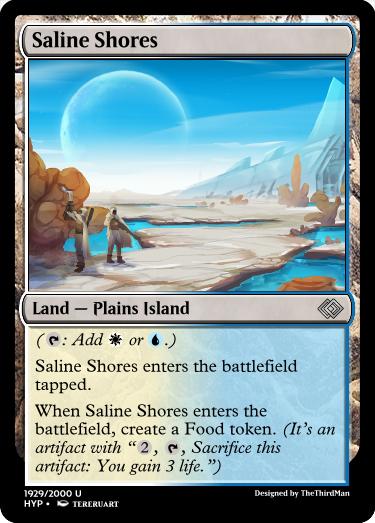 Saline Shores
Land — Plains Island
(T: Add W or U.)
Saline Shores enters the battlefield
tapped.
When Saline Shores enters the
battlefield, create a Food token. (It's an
artifact with “2, T, Sacrifice this
artifact: You gain 3 life.”)
1929/2000 U
HYP • TERERUART
Designed by TheThirdMan